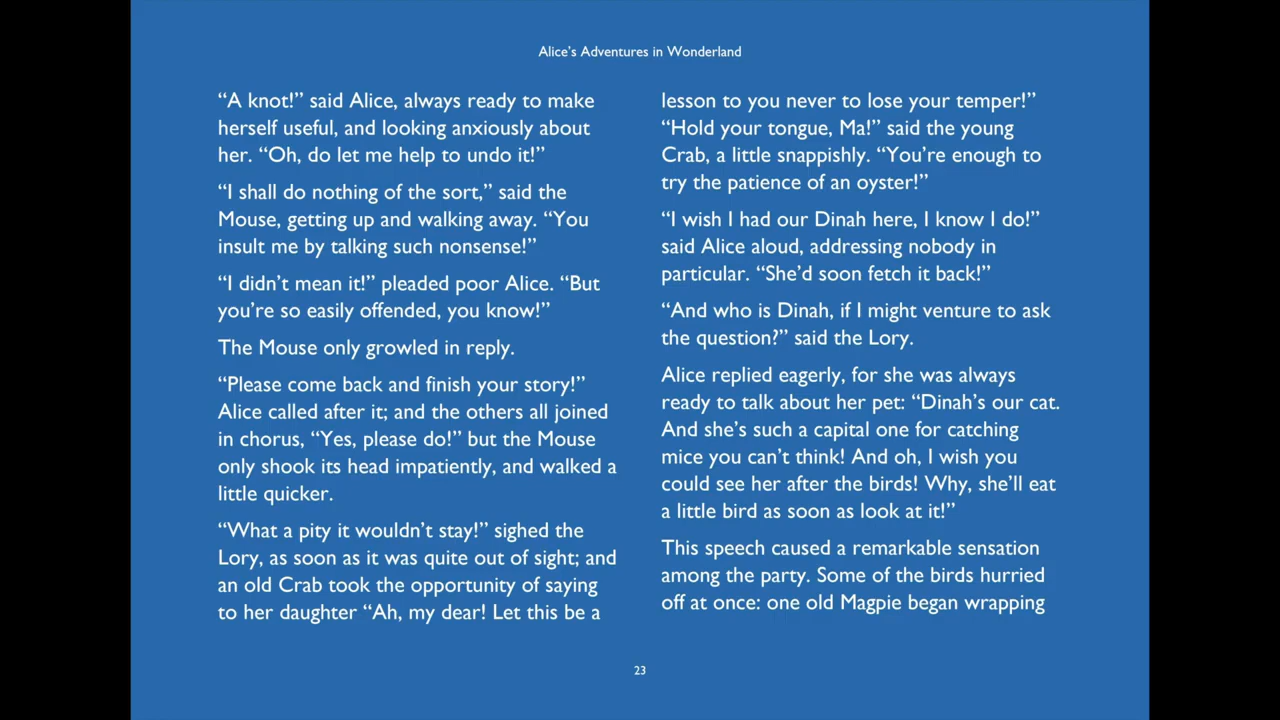 Alice’s Adventures in Wonderland
“A knot!” said Alice, always ready to make
herself useful, and looking anxiously about
her. “Oh, do let me help to undo it!”
“I shall do nothing of the sort,” said the
Mouse, getting up and walking away. “You
insult me by talking such nonsense!”
“I didn’t mean it!” pleaded poor Alice. “But
you’re so easily offended, you know!”
The Mouse only growled in reply.
“Please come back and finish your story!”
Alice called after it; and the others all joined
in chorus, “Yes, please do!” but the Mouse
only shook its head impatiently, and walked a
little quicker.
“What a pity it wouldn’t stay!” sighed the
Lory, as soon as it was quite out of sight; and
an old Crab took the opportunity of saying
to her daughter “Ah, my dear! Let this be a
lesson to you never to lose your temper!”
“Hold your tongue, Ma!” said the young
Crab, a little snappishly. “You’re enough to
try the patience of an oyster!”
“I wish I had our Dinah here, I know I do!”
said Alice aloud, addressing nobody in
particular. “She’d soon fetch it back!”
“And who is Dinah, if I might venture to ask
the question?” said the Lory.
Alice replied eagerly, for she was always
ready to talk about her pet: “Dinah’s our cat.
And she’s such a capital one for catching
mice you can’t think! And oh, I wish you
could see her after the birds! Why, she’ll eat
a little bird as soon as look at it!”
This speech caused a remarkable sensation
among the party. Some of the birds hurried
off at once: one old Magpie began wrapping
23